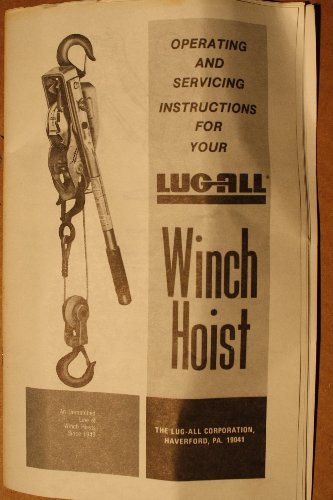 OPERATING
AND
SERVICING
INSTRUCTIONS
FOR
YOUR
LUG-ALL
Winch
Hoist
An Unmatched
Line of
Winch Hoists
Since 1949
THE LUG-ALL CORPORATION,
HAVERFORD, PA. 19041